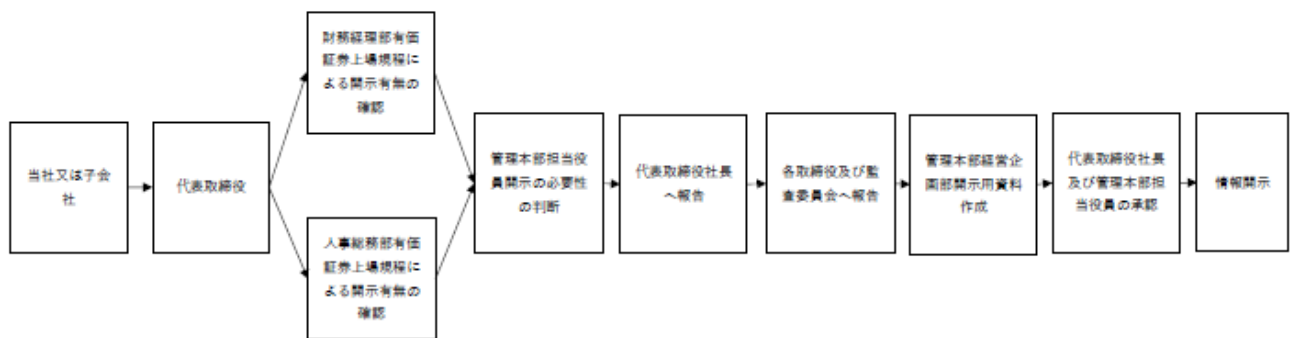 当社又は子会
社
代表取締役
財務経理部有価
証券上場規程に
よる開示有無の
確認
人事総務部有価
証券上場規程に
よる開示有無の
確認
管理本部担当役
員開示の必要性
の判断
代表取締役社長
へ報告
各取締役及び監
査委員会へ報告
管理本部経営企
画部開示用資料
作成
代表取締役社長
及び管理本部担
当役員の承認
情報開示